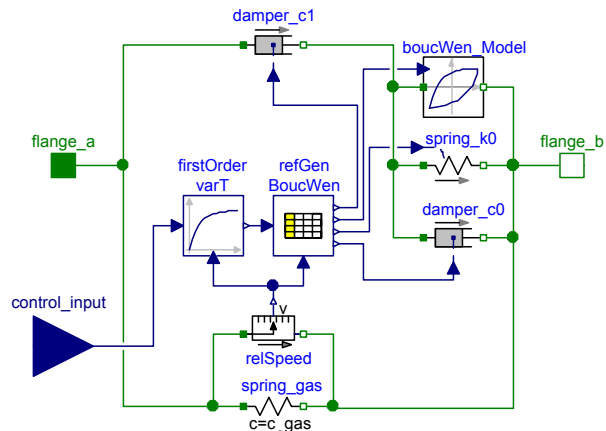 damper_c1
boucWen_Model
flange_a
spring_k0
flange_b
firstOrder
varT
refGen
BoucWen
damper_c0
control_input
v
relSpeed
spring_gas
c=c_gas